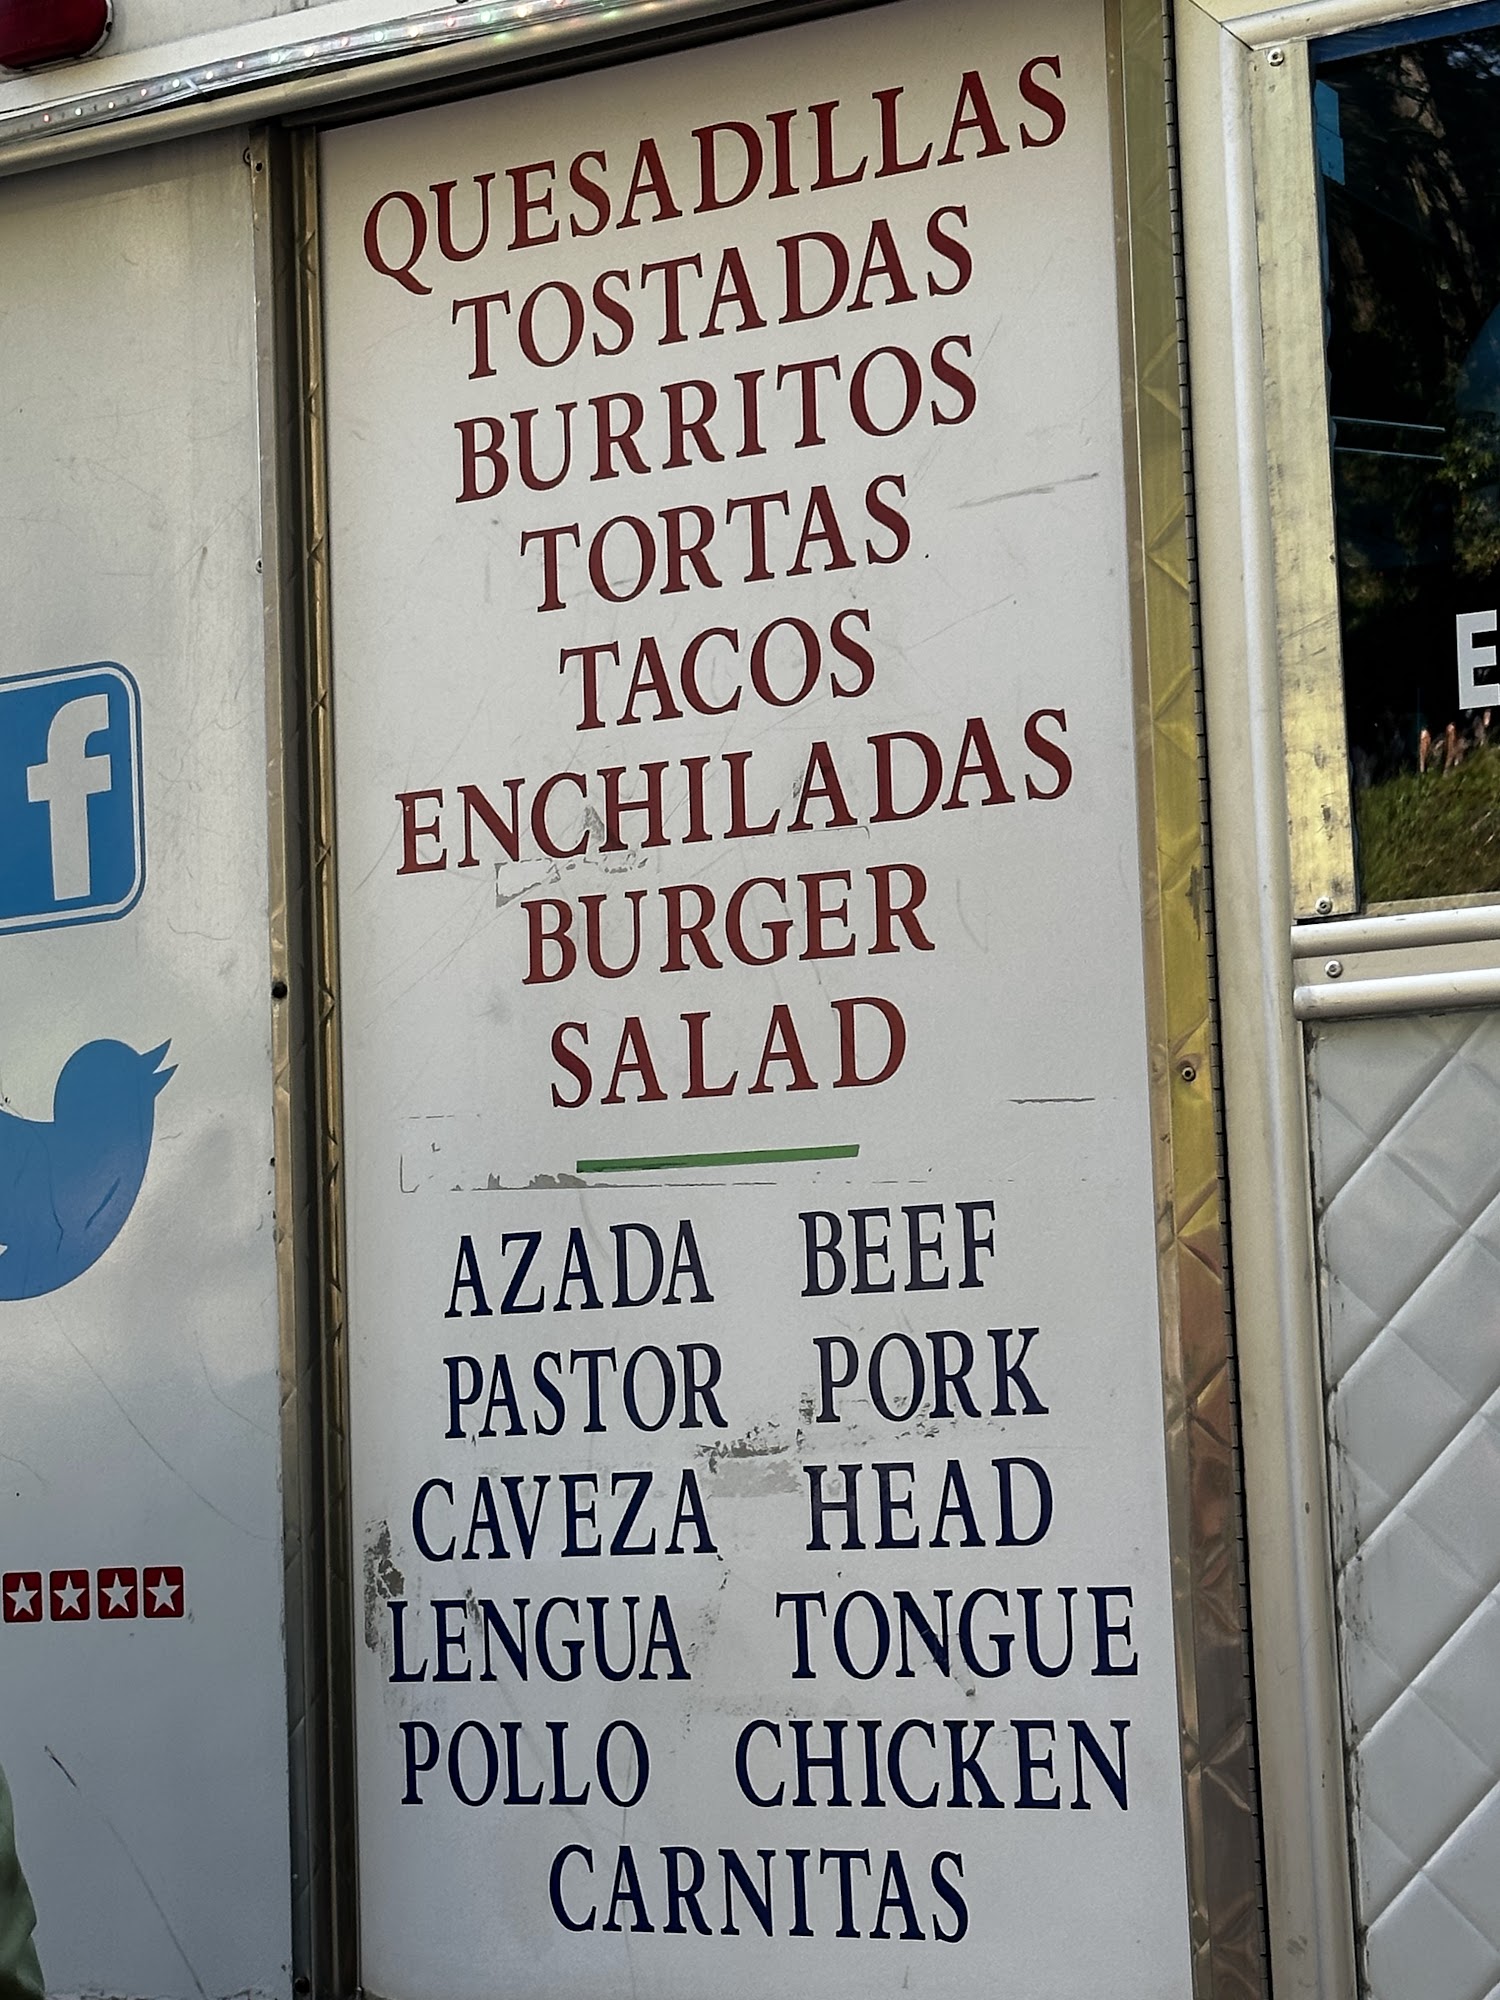 QUESADILLAS
TOSTADAS
BURRITOS
TORTAS
TACOS
ENCHILADAS
BURGER
SALAD
AZADA BEEF
PASTOR PORK
CAVEZA HEAD
LENGUA TONGUE
POLLO CHICKEN
CARNITAS
f
E